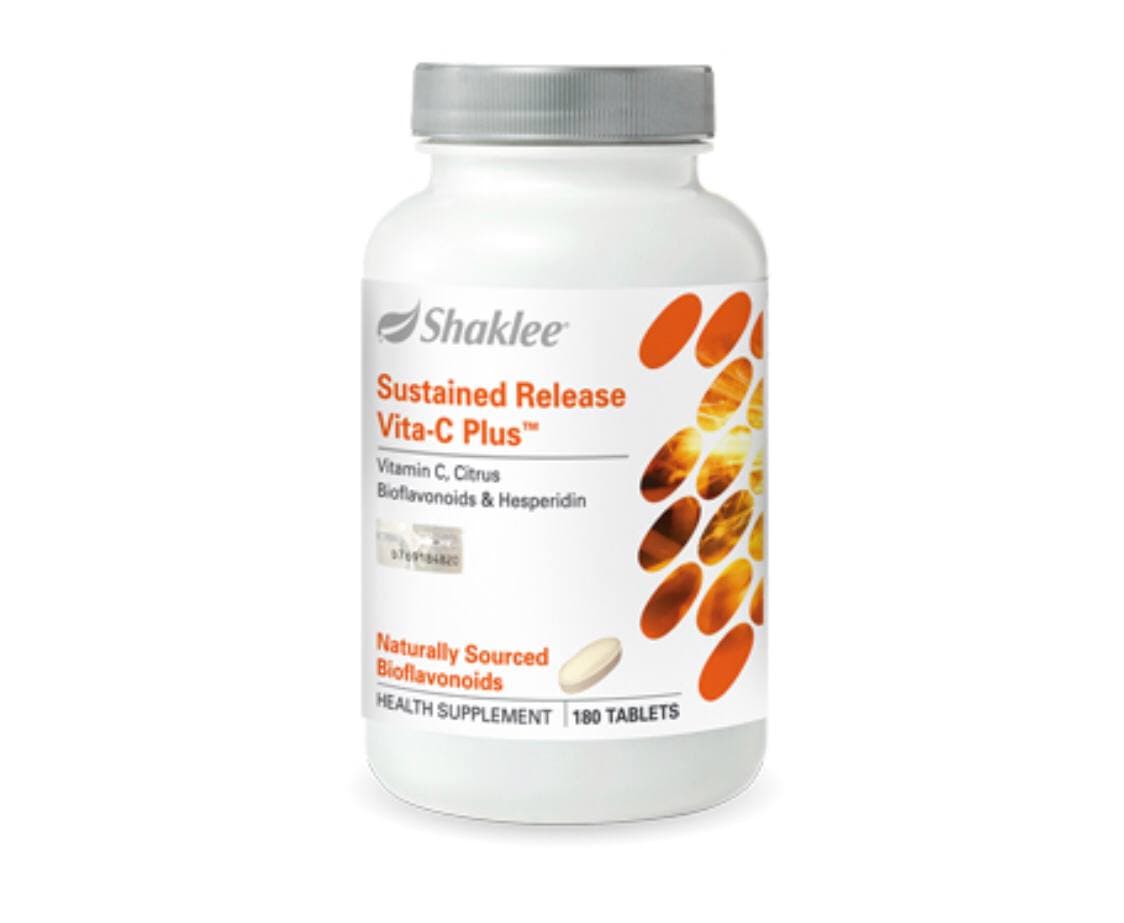 Shaklee®
Sustained Release
Vita-C Plus™
Vitamin C, Citrus
Bioflavonoids & Hesperidin
Naturally Sourced
Bioflavonoids
HEALTH SUPPLEMENT
180 TABLETS